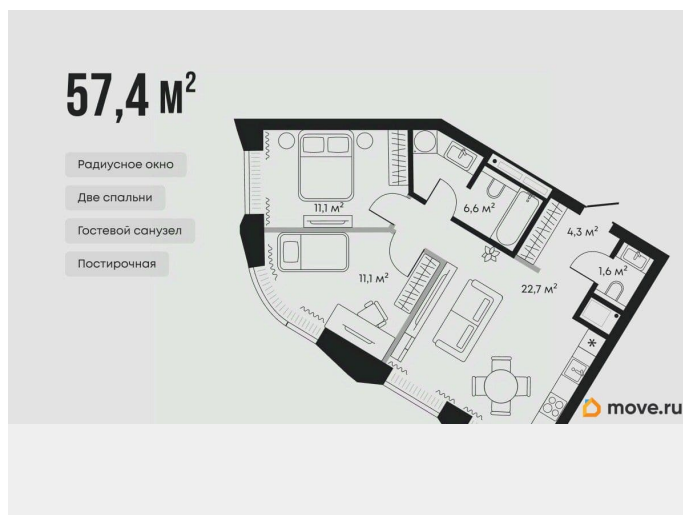 57,4 м²
Радиусное окно
Две спальни
Гостевой санузел
Постирочная
11,1 м²
6,6 м²
4,3 м²
11,1 м²
1,6 м²
22,7 м²
move.ru